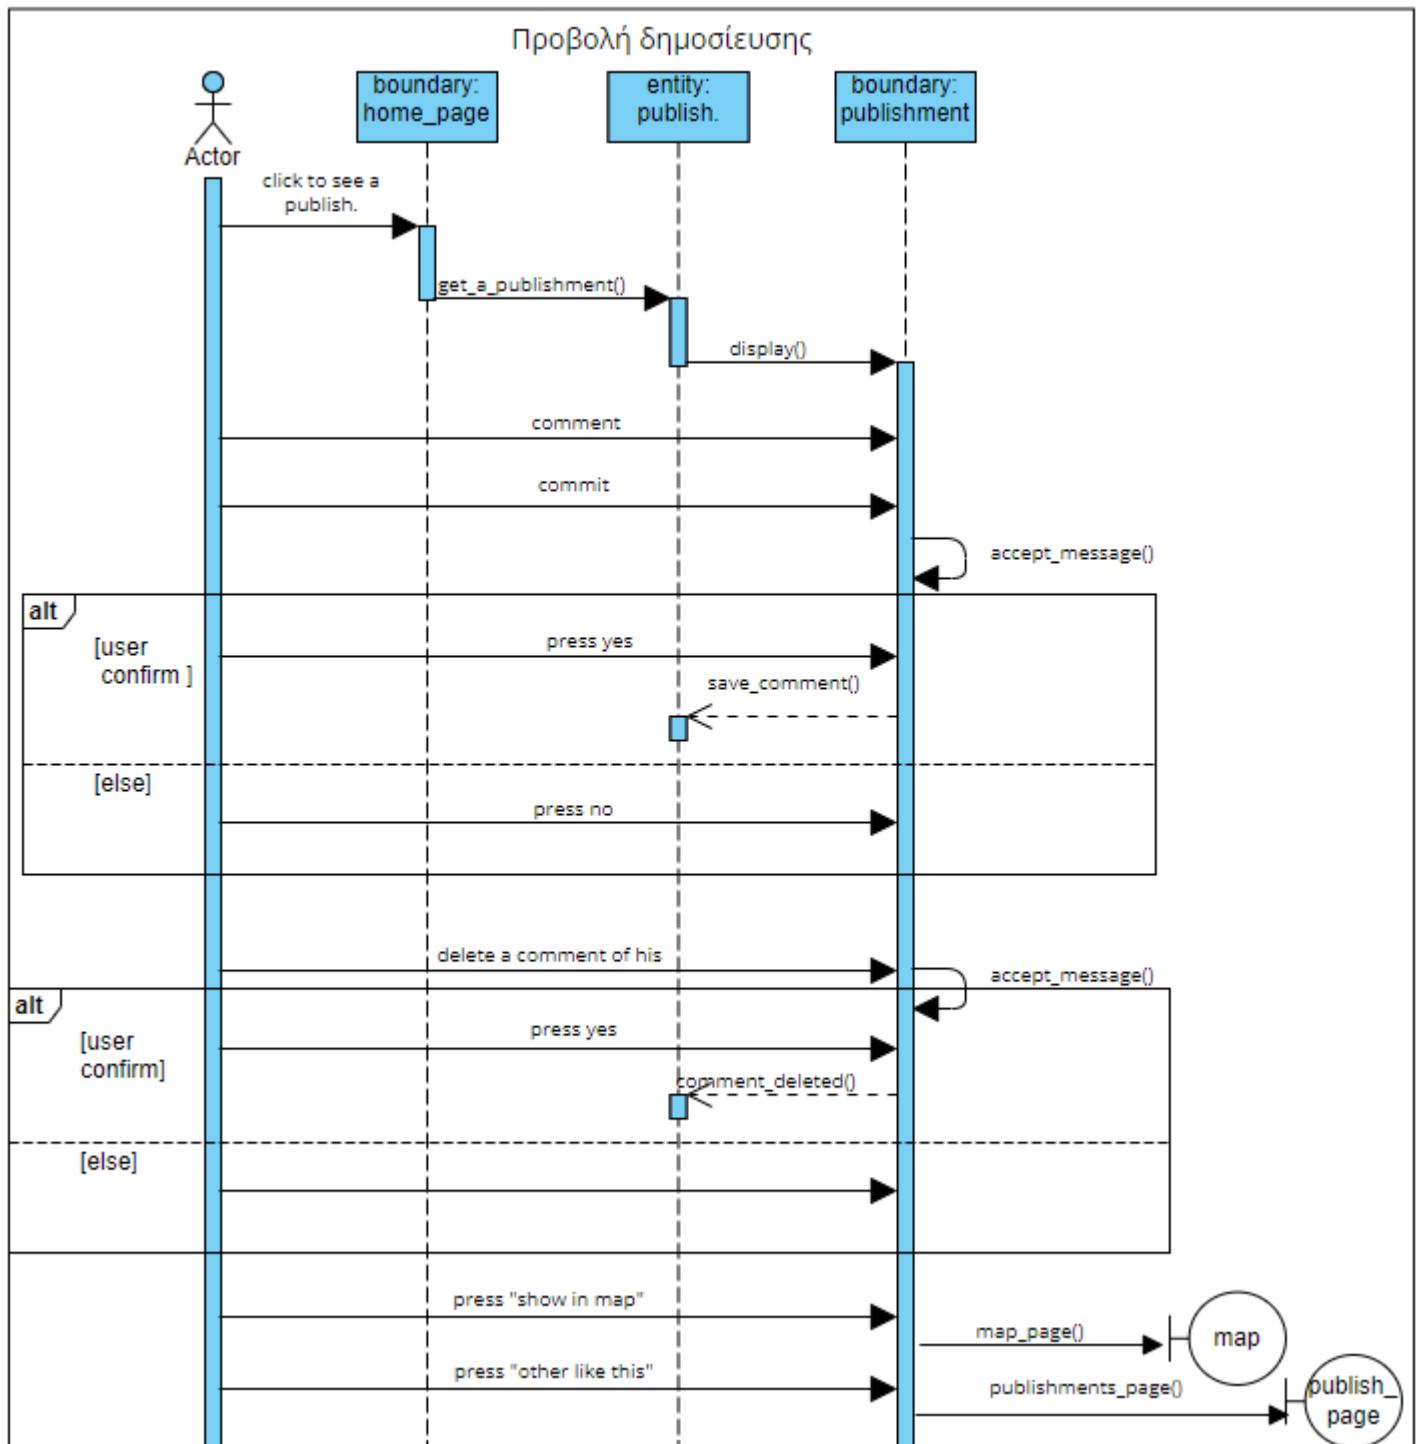 Προβολή δημοσίευσης
boundary:
home_page
entity:
publish.
boundary:
publishment
Actor
click to see a
publish.
get_a_publishment()
display()
comment
commit
accept_message()
alt
[user
confirm ]
press yes
save_comment()
[else]
press no
delete a comment of his
accept_message()
alt
[user
confirm]
press yes
comment_deleted()
[else]
press "show in map"
map_page()
map
press "other like this"
publishments_page()
publish_
page